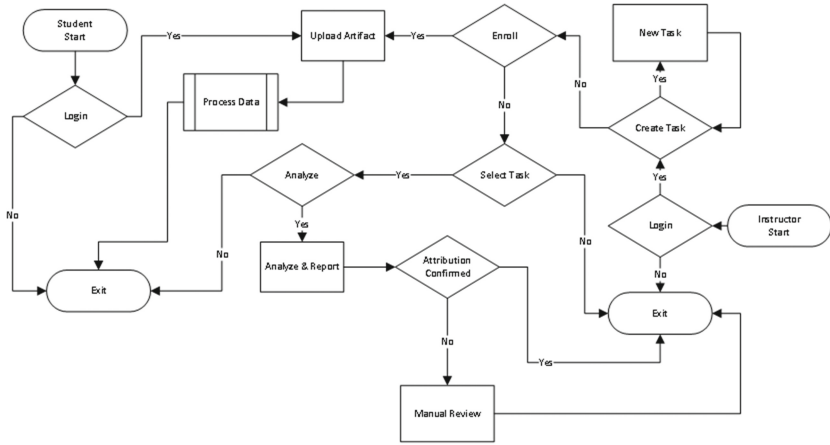 Student
Start
Yes
Upload Artifact
Yes
Enroll
New Task
No
Yes
Process Data
Login
No
Create Task
No
Yes
Analyze
Yes
Select Task
No
Yes
No
No
Login
Instructor
Start
Analyze & Report
Attribution
Confirmed
No
Exit
Exit
No
Yes
Manual Review